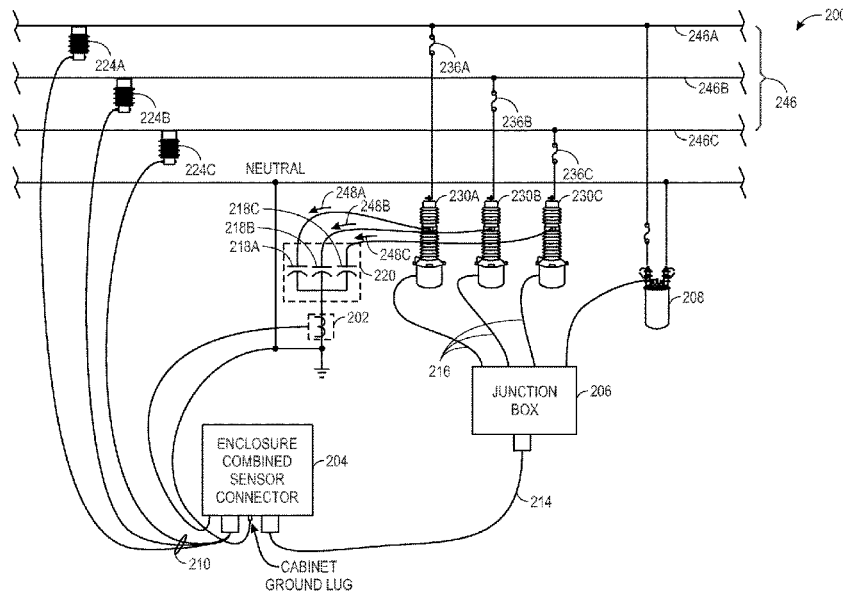 200
246A
224A
236A
246B
246
224B
236B
246C
224C
236C
NEUTRAL
248A
230A
230B
230C
218C
248B
218B
248C
218A
220
208
202
216
JUNCTION
BOX
206
ENCLOSURE
COMBINED
SENSOR
CONNECTOR
204
214
210
CABINET
GROUND LUG